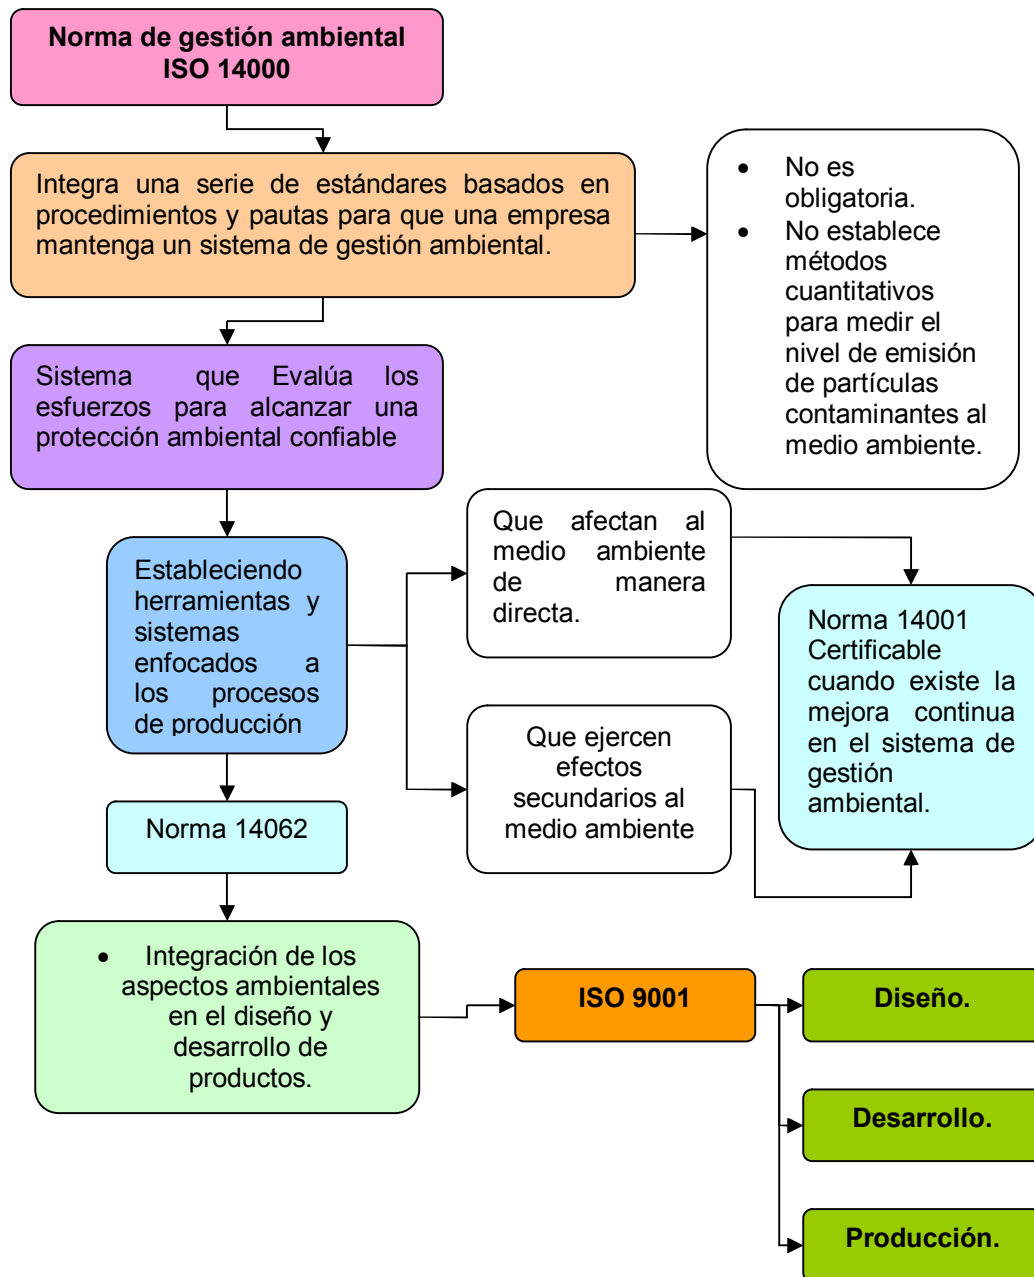 Norma de gestión ambiental
ISO 14000
Integra una serie de estándares basados en
procedimientos y pautas para que una empresa
mantenga un sistema de gestión ambiental.
• No es
obligatoria.
• No establece
métodos
cuantitativos
para medir el
nivel de emisión
de partículas
contaminantes al
medio ambiente.
Sistema que Evalúa los
esfuerzos para alcanzar una
protección ambiental confiable
Estableciendo
herramientas y
sistemas
enfocados a
los procesos
de producción
Que afectan al
medio ambiente
de manera
directa.
Que ejercen
efectos
secundarios al
medio ambiente
Norma 14001
Certificable
cuando existe la
mejora continua
en el sistema de
gestión
ambiental.
Norma 14062
• Integración de los
aspectos ambientales
en el diseño y
desarrollo de
productos.
ISO 9001
Diseño.
Desarrollo.
Producción.